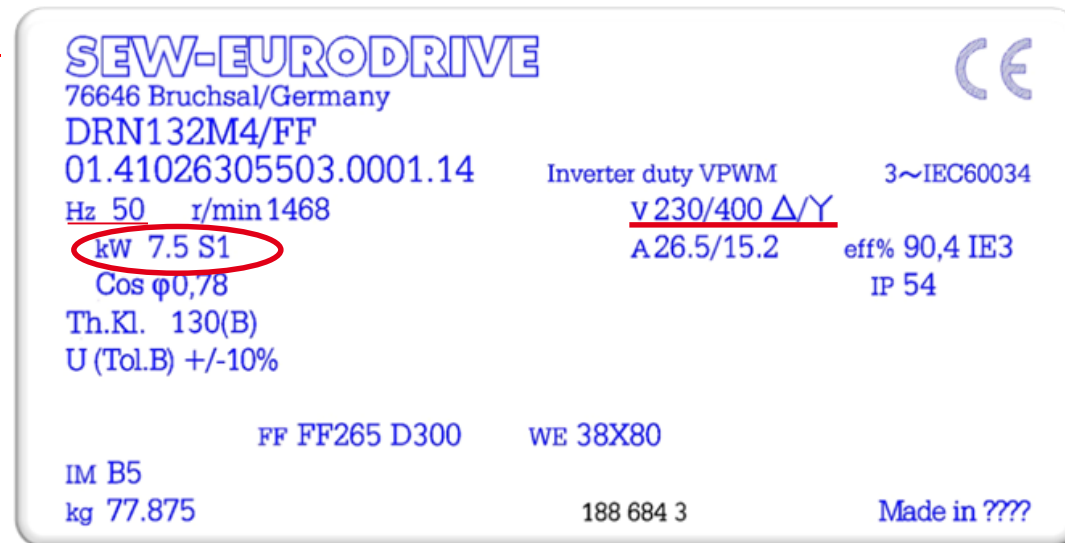 SEW-EURODRIVE CE
76646 Bruchsal/Germany
DRN132M4/FF
01.41026305503.0001.14 Inverter duty VPWM 3~IEC60034
Hz 50 r/min 1468 V 230/400 Δ/Y
kW 7.5 S1 A 26.5/15.2 eff% 90,4 IE3
Cos φ0,78 IP 54
Th.Kl. 130(B)
U (Tol.B) +/-10%
FF FF265 D300 WE 38X80
IM B5
kg 77.875 188 684 3 Made in ????